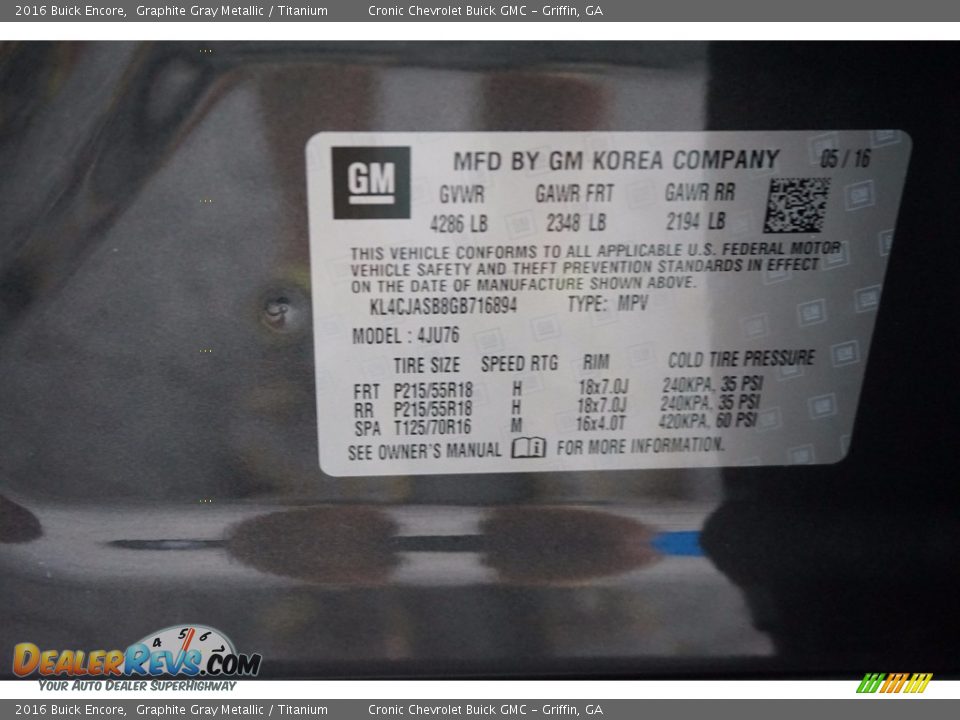 2016 Buick Encore,  Graphite Gray Metallic / Titanium  Cronic Chevrolet Buick GMC - Griffin, GA
GM  MFD BY GM KOREA COMPANY  05 / 16
GVWR  GAWR FRT  GAWR RR
4286 LB  2348 LB  2194 LB
THIS VEHICLE CONFORMS TO ALL APPLICABLE U.S. FEDERAL MOTOR
VEHICLE SAFETY AND THEFT PREVENTION STANDARDS IN EFFECT
ON THE DATE OF MANUFACTURE SHOWN ABOVE.
KL4CJASB8GB716894  TYPE: MPV
MODEL : 4JU76
TIRE SIZE  SPEED RTG  RIM  COLD TIRE PRESSURE
FRT  P215/55R18  H  18x7.0J  240KPA, 35 PSI
RR  P215/55R18  H  18x7.0J  240KPA, 35 PSI
SPA  T125/70R16  M  16x4.0T  420KPA, 60 PSI
SEE OWNER'S MANUAL  FOR MORE INFORMATION.
4 5 6
DEALERREVS.COM
YOUR AUTO DEALER SUPERHIGHWAY
2016 Buick Encore,  Graphite Gray Metallic / Titanium  Cronic Chevrolet Buick GMC - Griffin, GA